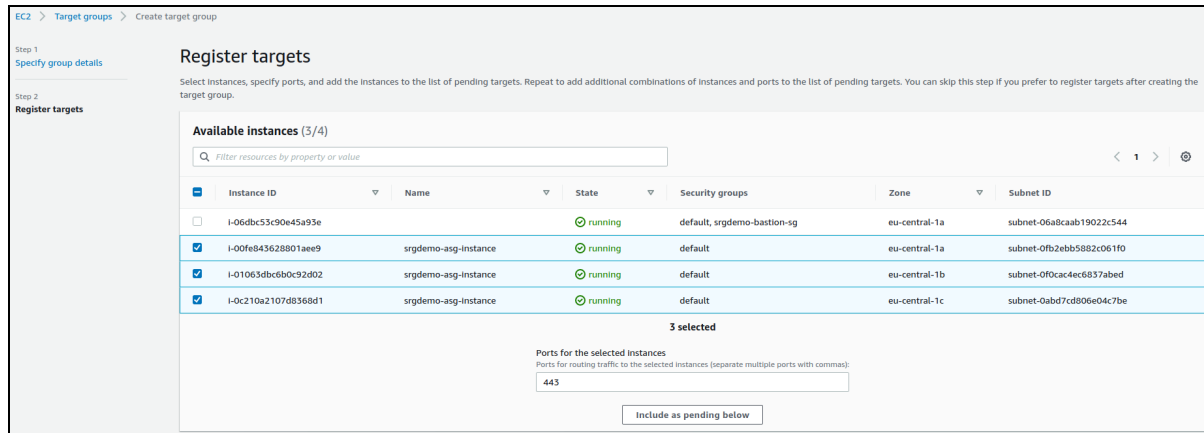 EC2 > Target groups > Create target group
Step 1
Specify group details
Step 2
Register targets
Register targets
Select instances, specify ports, and add the instances to the list of pending targets. Repeat to add additional combinations of instances and ports to the list of pending targets. You can skip this step if you prefer to register targets after creating the
target group.
Available instances (3/4)
Filter resources by property or value
< 1 >
Instance ID Name State Security groups Zone Subnet ID
i-06dbc53c90e45a93e running default, srgdemo-bastion-sg eu-central-1a subnet-06a8caab19022c544
i-00fe843628801aee9 srgdemo-asg-instance running default eu-central-1a subnet-0fb2ebb5882c061f0
i-01063dbc6b0c92d02 srgdemo-asg-instance running default eu-central-1b subnet-0f0cac4ec6837abed
i-0c210a2107d8368d1 srgdemo-asg-instance running default eu-central-1c subnet-0abd7cd806e04c7be
3 selected
Ports for the selected instances
Ports for routing traffic to the selected instances (separate multiple ports with commas):
443
Include as pending below